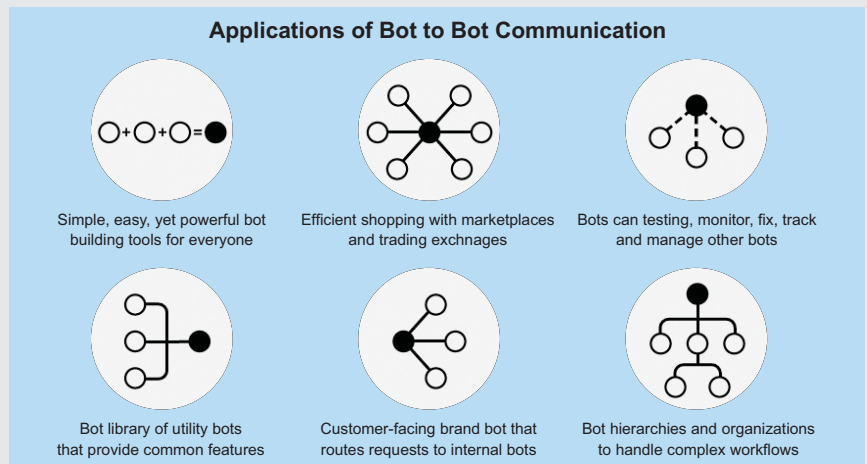 Applications of Bot to Bot Communication
+ + =
Simple, easy, yet powerful bot
building tools for everyone
Efficient shopping with marketplaces
and trading exchnages
Bots can testing, monitor, fix, track
and manage other bots
Bot library of utility bots
that provide common features
Customer-facing brand bot that
routes requests to internal bots
Bot hierarchies and organizations
to handle complex workflows